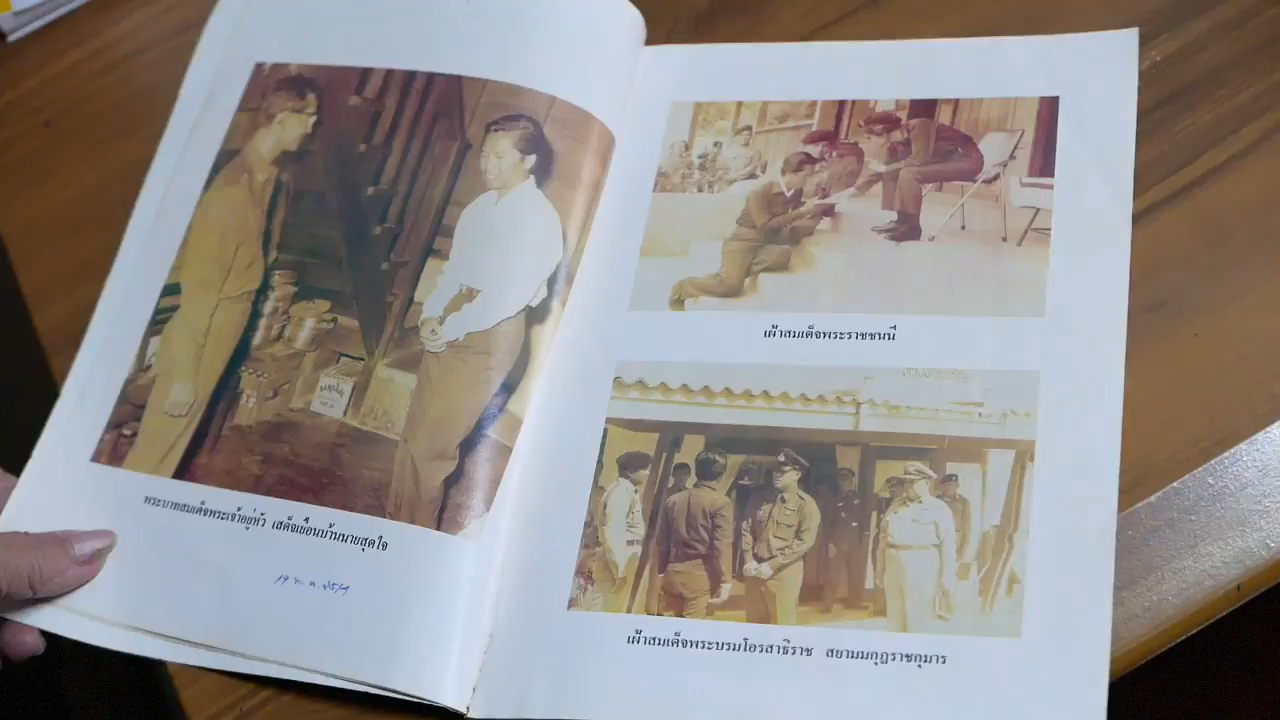 พระบาทสมเด็จพระเจ้าอยู่หัว เสด็จเยือนบ้านนายสุดใจ
เฝ้าสมเด็จพระราชชนนี
เฝ้าสมเด็จพระบรมโอรสาธิราช สยามมกุฎราชกุมาร